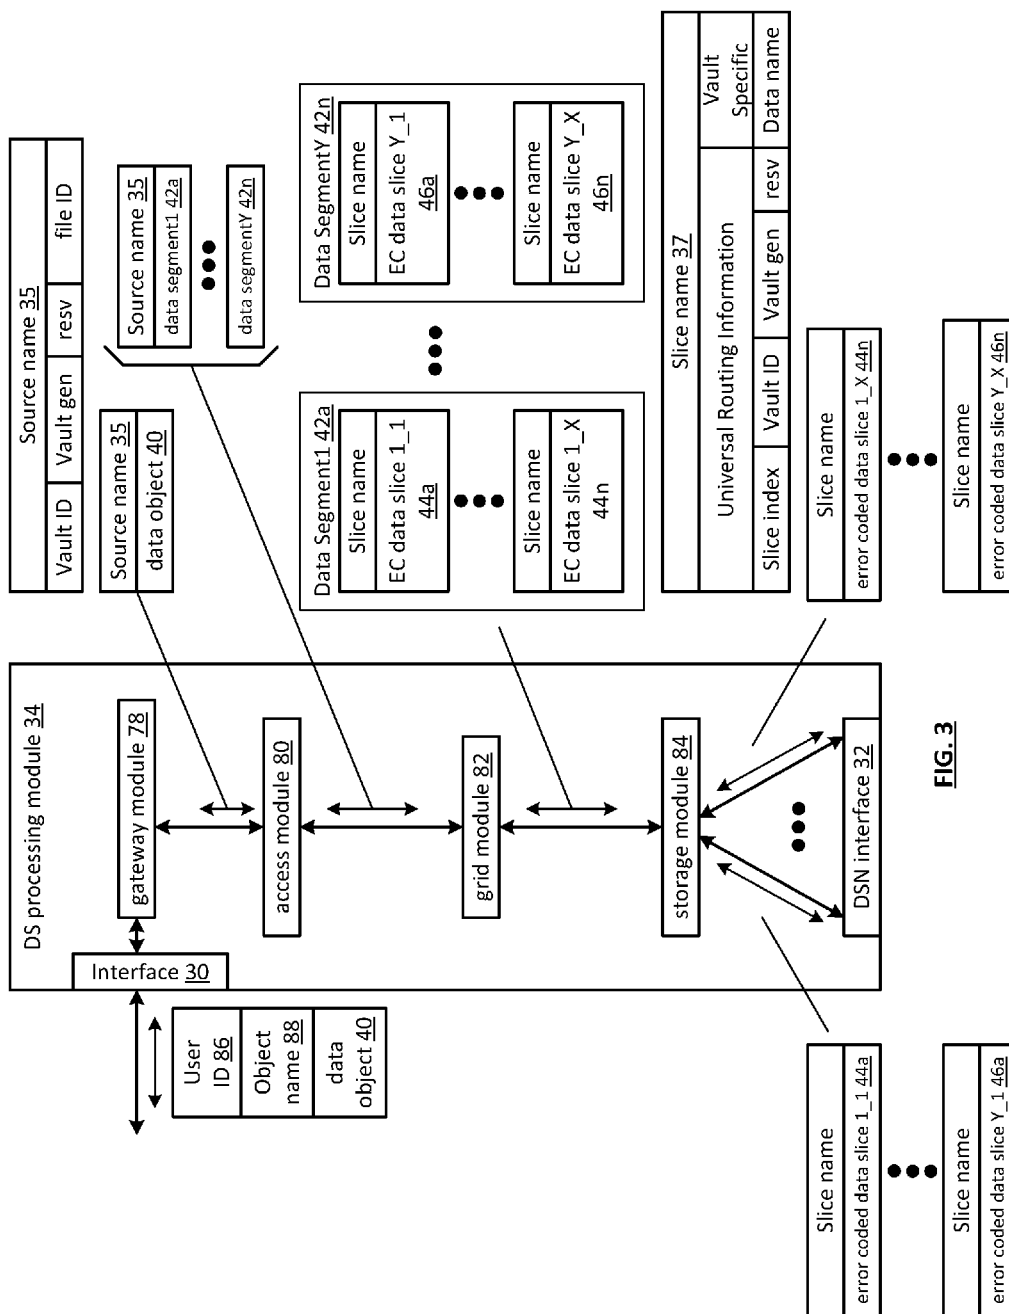 DS processing module 34
Interface 30
gateway module 78
access module 80
grid module 82
storage module 84
DSN interface 32
User
ID 86
Object
name 88
data
object 40
Source name 35
Vault ID
Vault gen
resv
file ID
Source name 35
data object 40
Source name 35
data segment1 42a
data segmentY 42n
Data Segment1 42a
Slice name
EC data slice 1_1
44a
Slice name
EC data slice 1_X
44n
Data SegmentY 42n
Slice name
EC data slice Y_1
46a
Slice name
EC data slice Y_X
46n
Slice name 37
Universal Routing Information
Vault
Specific
Slice index
Vault ID
Vault gen
resv
Data name
Slice name
error coded data slice 1_1 44a
Slice name
error coded data slice Y_1 46a
Slice name
error coded data slice 1_X 44n
Slice name
error coded data slice Y_X 46n
FIG. 3